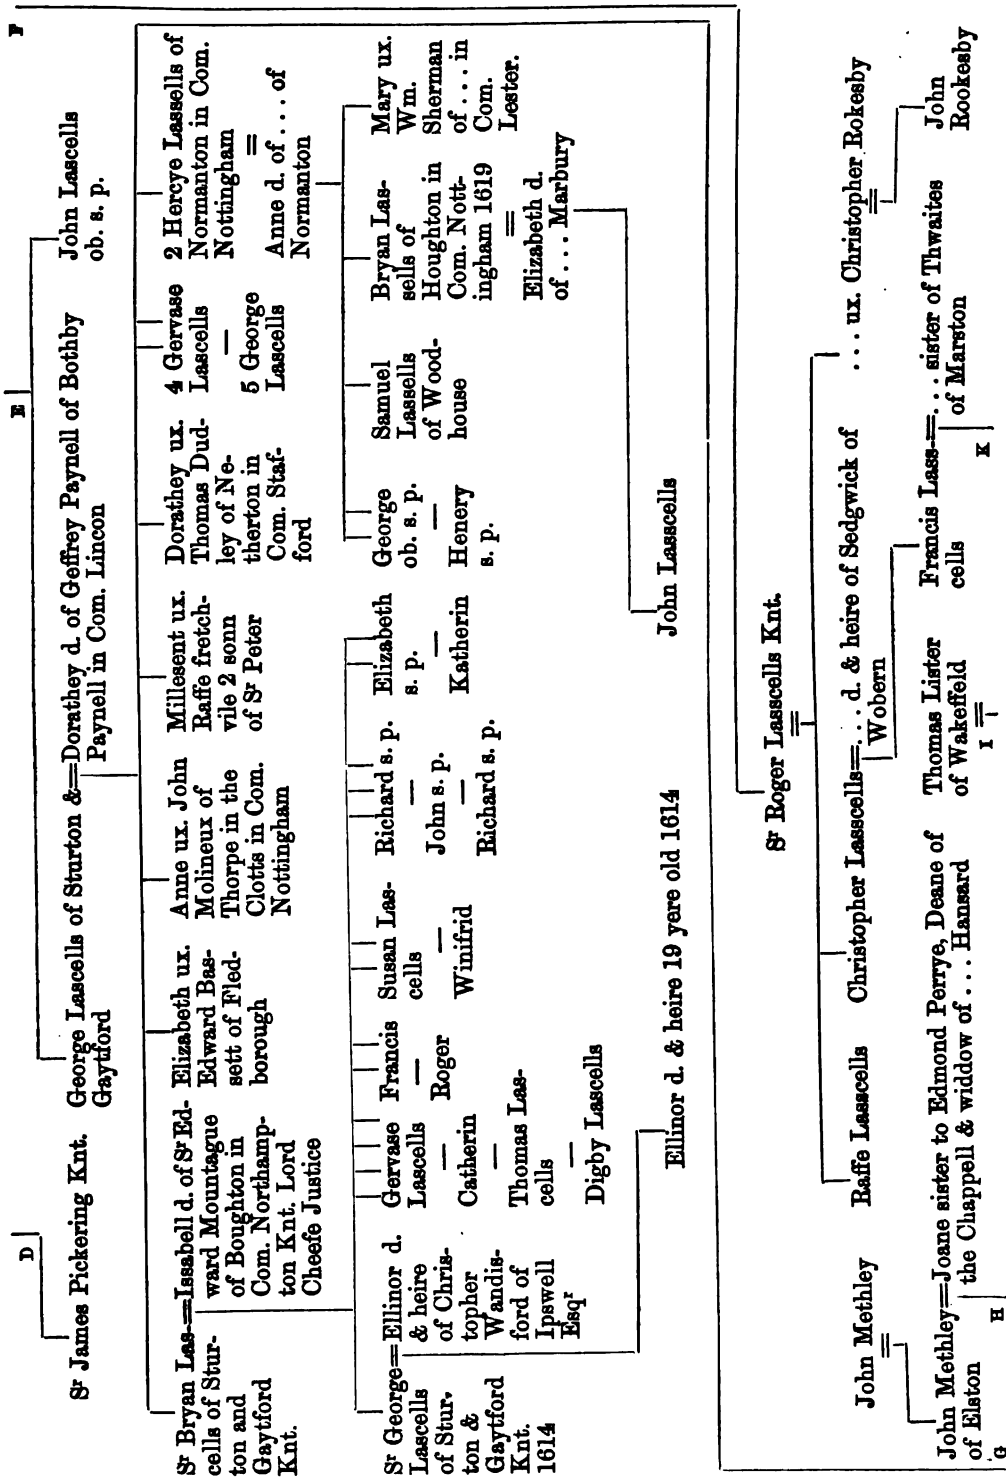 D
E
F
Sr James Pickering Knt.
George Lascells of Sturton &=Dorathey d. of Geffrey Paynell of Bothby
Gaytford
Paynell in Com. Lincon
John Lascells
ob. s. p.
Sr Bryan Las-=Issabell d. of Sr Ed-
cells of Stur-
ton and
Gaytford
Knt.
ward Mountague
of Boughton in
Com. Northamp-
ton Knt. Lord
Cheefe Justice
Elizabeth ux.
Edward Bas-
sett of Fled-
borough
Anne ux. John
Molineux of
Thorpe in the
Clotts in Com.
Nottingham
Millesent ux.
Raffe fretch-
vile 2 sonn
of Sr Peter
Dorathey ux.
Thomas Dud-
ley of Ne-
therton in
Com. Staf-
ford
4 Gervase
Lascells
—
5 George
Lascells
2 Hercye Lassells of
Normanton in Com.
Nottingham
=
Anne d. of ... of
Normanton
Sr George=Ellinor d.
Lascells
of Stur-
ton &
Gaytford
Knt.
1614
& heire
of Chris-
topher
Wandis-
ford of
Ipswell
Esqr
Gervase
Lascells
—
Catherin
—
Thomas Las-
cells
—
Digby Lascells
Francis
—
Roger
Susan Las-
cells
—
Winifrid
Richard s. p.
—
John s. p.
—
Richard s. p.
Elizabeth
s. p.
—
Katherin
George
ob. s. p.
—
Henery
s. p.
Samuel
Lassells
of Wood-
house
Bryan Las-
sells of
Houghton in
Com. Nott-
ingham 1619
=
Elizabeth d.
of ... Marbury
Mary ux.
Wm.
Sherman
of ... in
Com.
Lester.
Ellinor d. & heire 19 yere old 1614
John Lasscells
Sr Roger Lasscells Knt.
=
John Methley
=
Raffe Lasscells
Christopher Lasscells=... d. & heire of Sedgwick of
Wobern
... ux. Christopher Rokesby
=
John Methley=Joane sister to Edmond Perrye, Deane of
of Elston
the Chappell & widdow of ... Hansard
Thomas Lister
of Wakeffeld
=
Francis Lass-=... sister of Thwaites
cells
of Marston
John
Rookesby
G
H
I
K